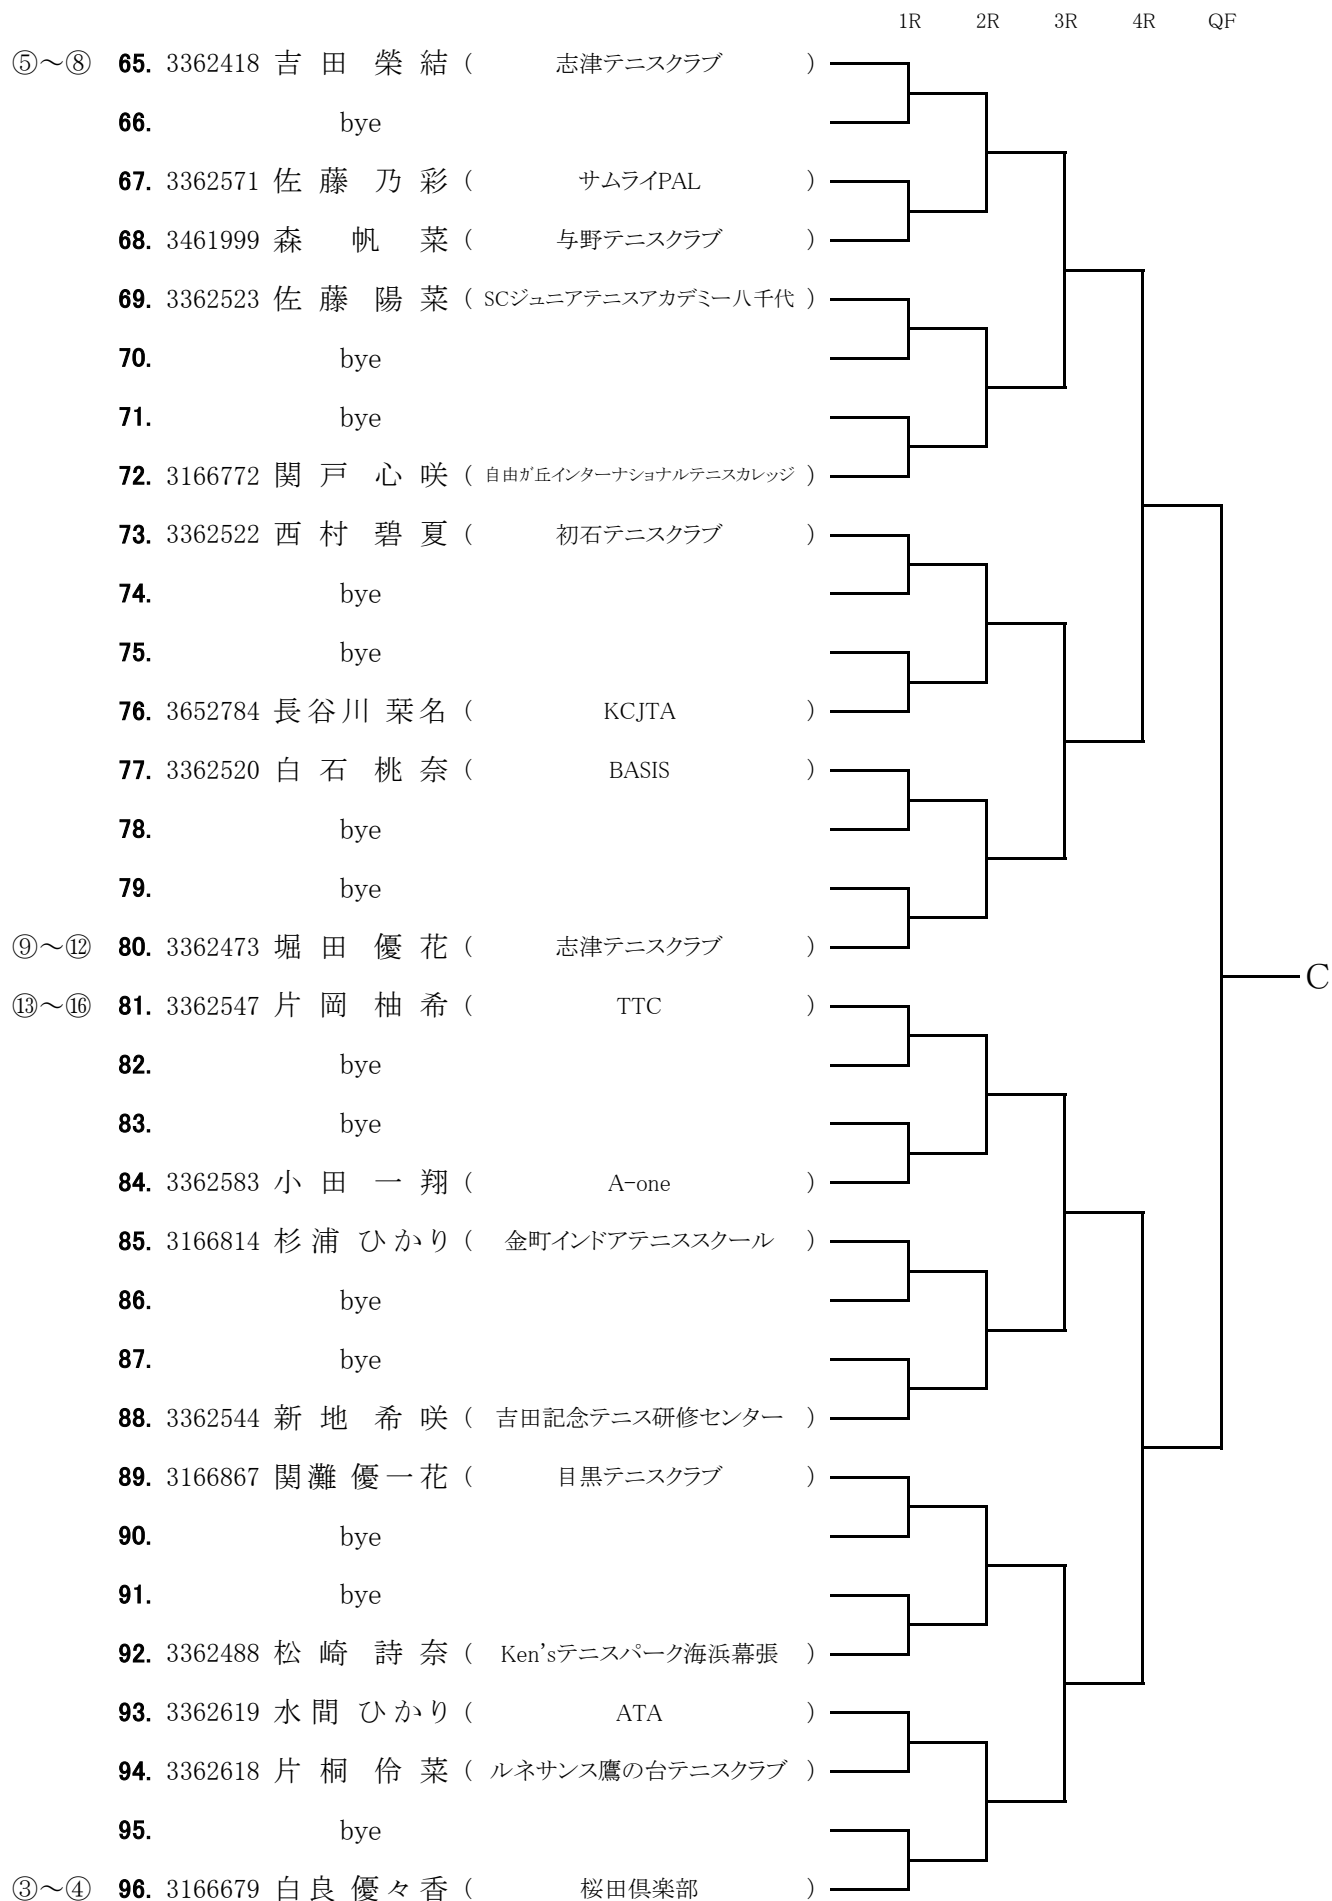 1R 2R 3R 4R QF
⑤～⑧ 65. 3362418 吉田 榮結 ( 志津テニスクラブ )
66. bye
67. 3362571 佐藤 乃彩 ( サムライPAL )
68. 3461999 森 帆菜 ( 与野テニスクラブ )
69. 3362523 佐藤 陽菜 ( SCジュニアテニスアカデミー八千代 )
70. bye
71. bye
72. 3166772 関戸 心咲 ( 自由ガ丘インターナショナルテニスカレッジ )
73. 3362522 西村 碧夏 ( 初石テニスクラブ )
74. bye
75. bye
76. 3652784 長谷川 栞名 ( KCJTA )
77. 3362520 白石 桃奈 ( BASIS )
78. bye
79. bye
⑨～⑫ 80. 3362473 堀田 優花 ( 志津テニスクラブ )
C
⑬～⑯ 81. 3362547 片岡 柚希 ( TTC )
82. bye
83. bye
84. 3362583 小田 一翔 ( A-one )
85. 3166814 杉浦 ひかり ( 金町インドアテニススクール )
86. bye
87. bye
88. 3362544 新地 希咲 ( 吉田記念テニス研修センター )
89. 3166867 関灘 優一花 ( 目黒テニスクラブ )
90. bye
91. bye
92. 3362488 松崎 詩奈 ( Ken'sテニスパーク海浜幕張 )
93. 3362619 水間 ひかり ( ATA )
94. 3362618 片桐 伶菜 ( ルネサンス鷹の台テニスクラブ )
95. bye
③～④ 96. 3166679 白良 優々香 ( 桜田倶楽部 )